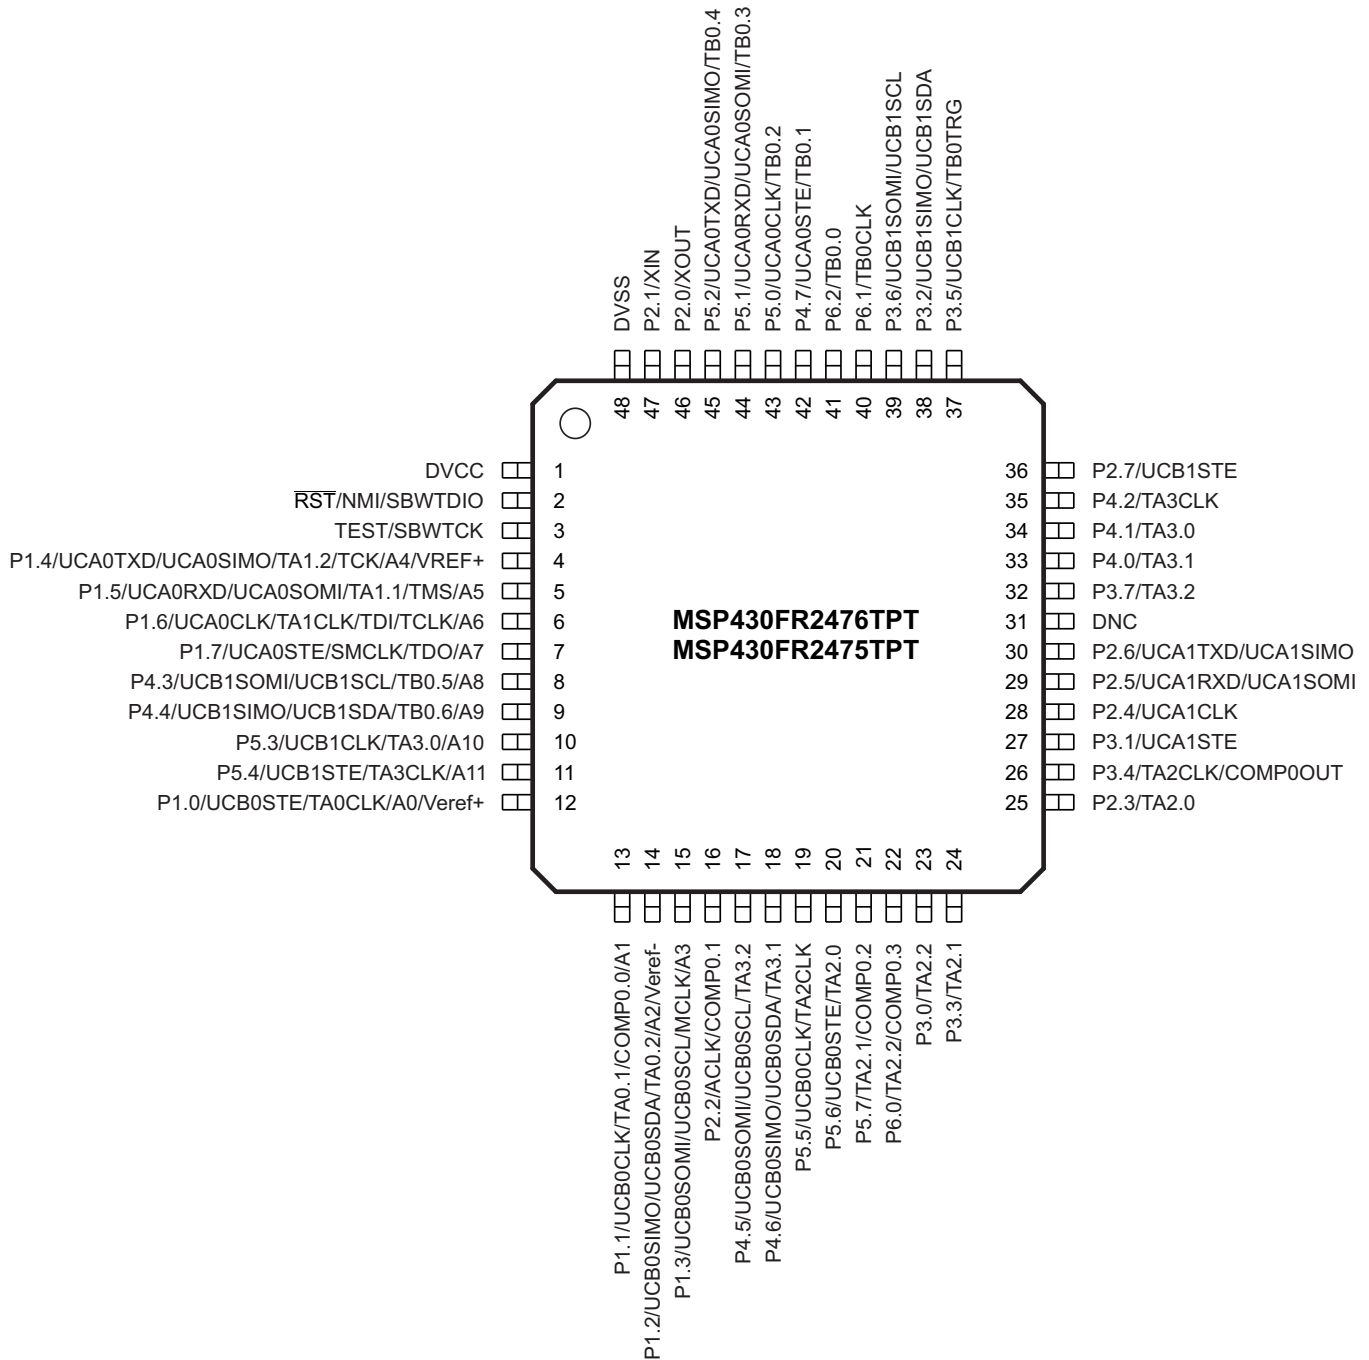 DVSS
P2.1/XIN
P2.0/XOUT
P5.2/UCA0TXD/UCA0SIMO/TB0.4
P5.1/UCA0RXD/UCA0SOMI/TB0.3
P5.0/UCA0CLK/TB0.2
P4.7/UCA0STE/TB0.1
P6.2/TB0.0
P6.1/TB0CLK
P3.6/UCB1SOMI/UCB1SCL
P3.2/UCB1SIMO/UCB1SDA
P3.5/UCB1CLK/TB0TRG
48
47
46
45
44
43
42
41
40
39
38
37
DVCC 1
RST/NMI/SBWTDIO 2
TEST/SBWTCK 3
P1.4/UCA0TXD/UCA0SIMO/TA1.2/TCK/A4/VREF+ 4
P1.5/UCA0RXD/UCA0SOMI/TA1.1/TMS/A5 5
P1.6/UCA0CLK/TA1CLK/TDI/TCLK/A6 6
P1.7/UCA0STE/SMCLK/TDO/A7 7
P4.3/UCB1SOMI/UCB1SCL/TB0.5/A8 8
P4.4/UCB1SIMO/UCB1SDA/TB0.6/A9 9
P5.3/UCB1CLK/TA3.0/A10 10
P5.4/UCB1STE/TA3CLK/A11 11
P1.0/UCB0STE/TA0CLK/A0/Veref+ 12
MSP430FR2476TPT
MSP430FR2475TPT
36 P2.7/UCB1STE
35 P4.2/TA3CLK
34 P4.1/TA3.0
33 P4.0/TA3.1
32 P3.7/TA3.2
31 DNC
30 P2.6/UCA1TXD/UCA1SIMO
29 P2.5/UCA1RXD/UCA1SOMI
28 P2.4/UCA1CLK
27 P3.1/UCA1STE
26 P3.4/TA2CLK/COMP0OUT
25 P2.3/TA2.0
13
14
15
16
17
18
19
20
21
22
23
24
P1.1/UCB0CLK/TA0.1/COMP0.0/A1
P1.2/UCB0SIMO/UCB0SDA/TA0.2/A2/Veref-
P1.3/UCB0SOMI/UCB0SCL/MCLK/A3
P2.2/ACLK/COMP0.1
P4.5/UCB0SOMI/UCB0SCL/TA3.2
P4.6/UCB0SIMO/UCB0SDA/TA3.1
P5.5/UCB0CLK/TA2CLK
P5.6/UCB0STE/TA2.0
P5.7/TA2.1/COMP0.2
P6.0/TA2.2/COMP0.3
P3.0/TA2.2
P3.3/TA2.1